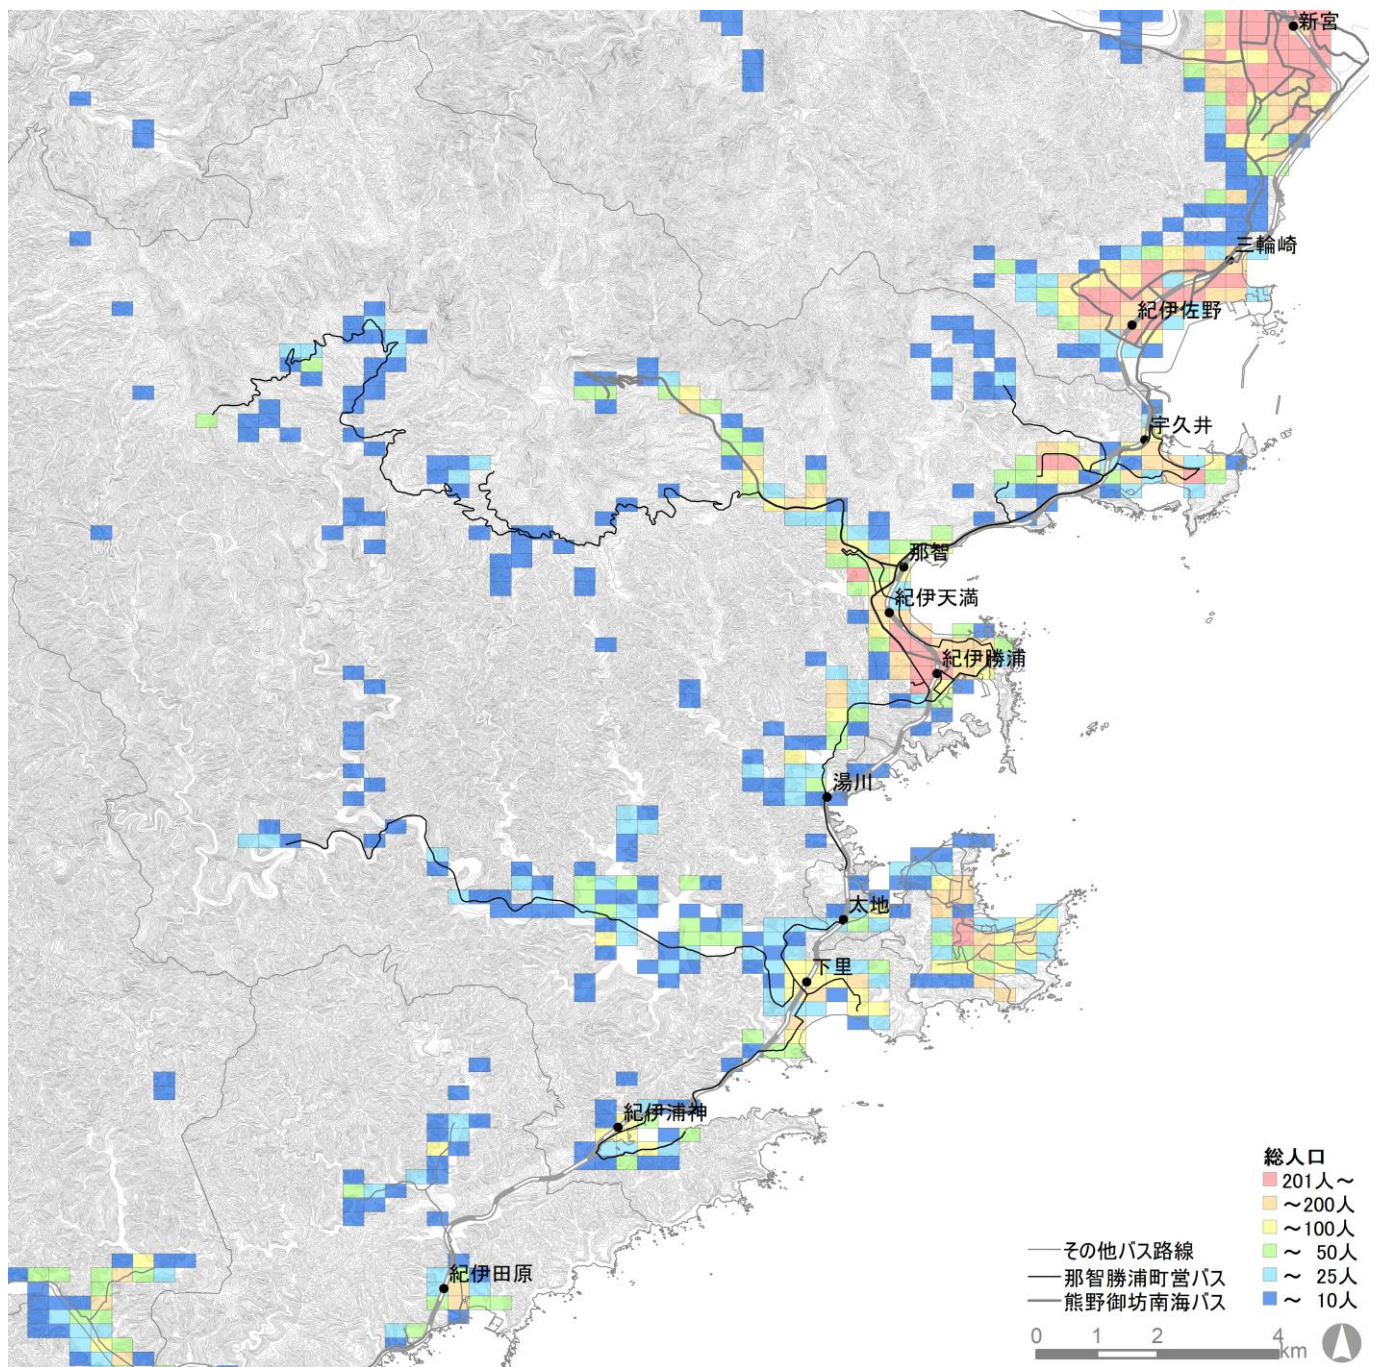 新宮
三輪崎
紀伊佐野
宇久井
那智
紀伊天満
紀伊勝浦
湯川
太地
下里
紀伊浦神
紀伊田原
総人口
201人～
～200人
～100人
～ 50人
～ 25人
～ 10人
その他バス路線
那智勝浦町営バス
熊野御坊南海バス
0 1 2 4 km